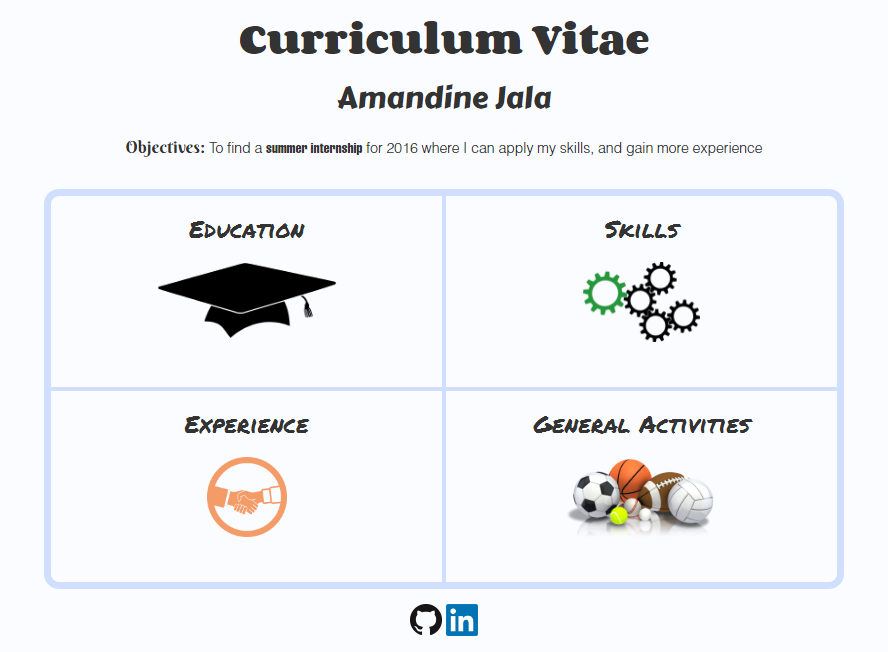 Curriculum Vitae
Amandine Jala
Objectives: To find a summer internship for 2016 where I can apply my skills, and gain more experience
Education
Skills
Experience
General Activities
in